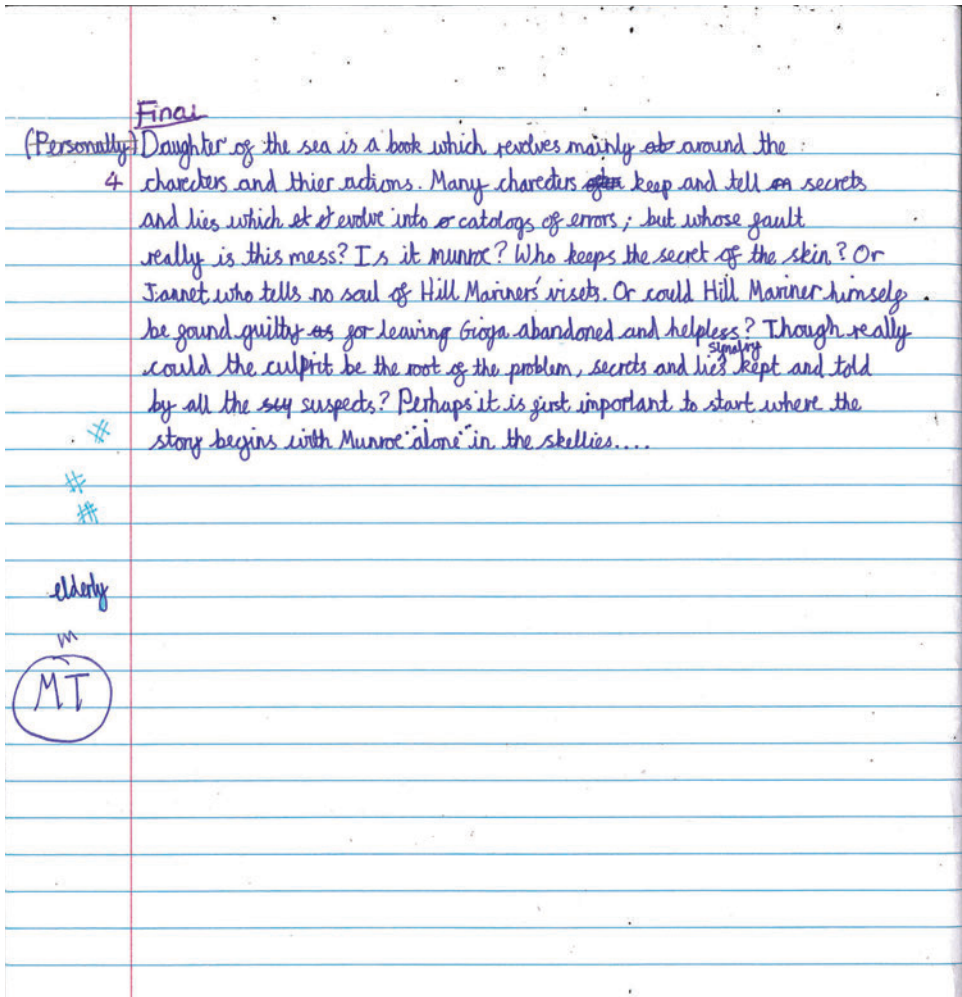 Final
(Personally) Daughter of the sea is a book which revolves mainly around the
4 charecters and thier actions. Many charecters keep and tell secrets
and lies which evolve into catologs of errors; but whose fault
really is this mess? Is it munroe? Who keeps the secret of the skin? Or
Jannet who tells no soul of Hill Mariners' visets. Or could Hill Mariner himself
be found guilty for leaving Gioga abandoned and helpless? Though really
could the culprit be the root of the problem, secrets and lies kept and told
by all the suspects? Perhaps it is first important to start where the
story begins with Munroe "alone" in the skellies....
#
#
#
elderly
m
MT